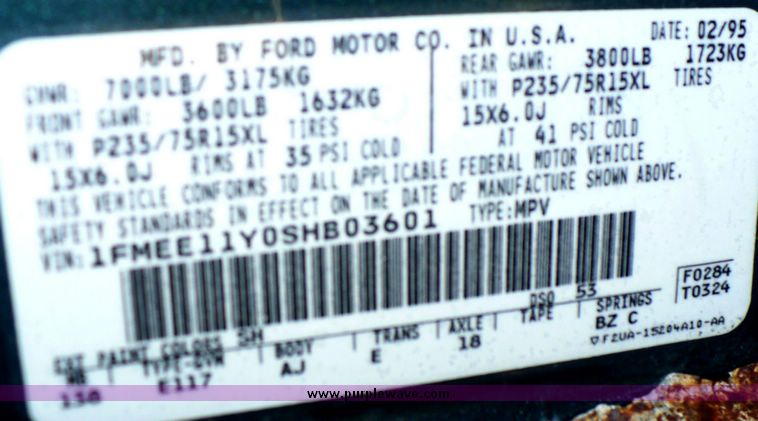 MFD. BY FORD MOTOR CO. IN U.S.A.
DATE: 02/95
GVWR: 7000LB/ 3175KG
FRONT GAWR: 3600LB 1632KG
WITH P235/75R15XL TIRES
15X6.0J RIMS AT 35 PSI COLD
REAR GAWR: 3800LB 1723KG
WITH P235/75R15XL TIRES
15X6.0J RIMS
AT 41 PSI COLD
THIS VEHICLE CONFORMS TO ALL APPLICABLE FEDERAL MOTOR VEHICLE
SAFETY STANDARDS IN EFFECT ON THE DATE OF MANUFACTURE SHOWN ABOVE.
VIN: 1FMEE11Y0SHB03601 TYPE:MPV
F0284
T0324
EXT PAINT COLORS SH DSO 53
WB TYPE-GVW BODY TRANS AXLE TAPE SPRINGS
138 E117 AJ E 18 BZ C
▽F2UA-15204A10-AA
www.purplewave.com